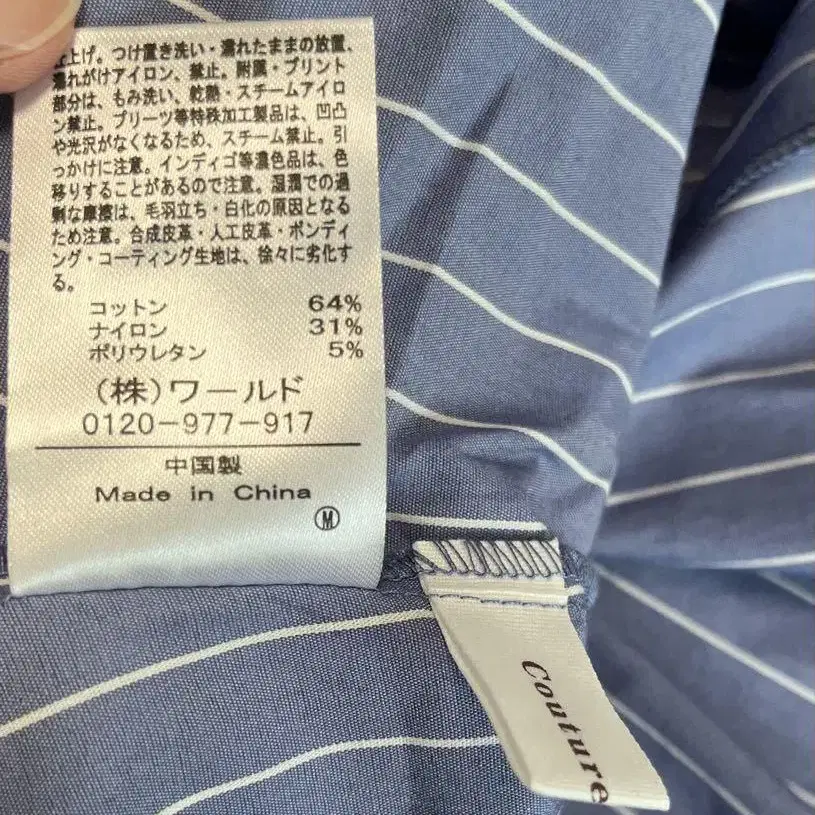 仕上げ。つけ置き洗い・濡れたままの放置、
濡れがけアイロン、禁止。附属・プリント
部分は、もみ洗い、乾熱・スチームアイロ
ン禁止。プリーツ等特殊加工製品は、凹凸
や光沢がなくなるため、スチーム禁止。引
っかけに注意。インディゴ等濃色品は、色
移りすることがあるので注意。湿潤での過
剰な摩擦は、毛羽立ち・白化の原因となる
ため注意。合成皮革・人工皮革・ボンディ
ング・コーティング生地は、徐々に劣化す
る。
コットン 64%
ナイロン 31%
ポリウレタン 5%
(株)ワールド
0120-977-917
中国製
Made in China
M
Couture